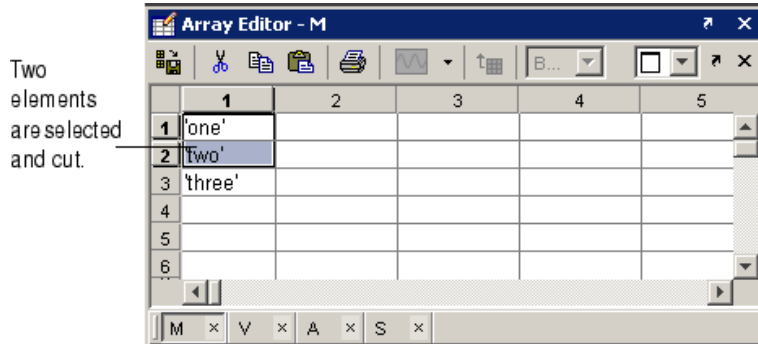 Array Editor - M
B...
Two
elements
are selected
and cut.
1 2 3 4 5
1 'one'
2 'two'
3 'three'
4
5
6
M × V × A × S ×